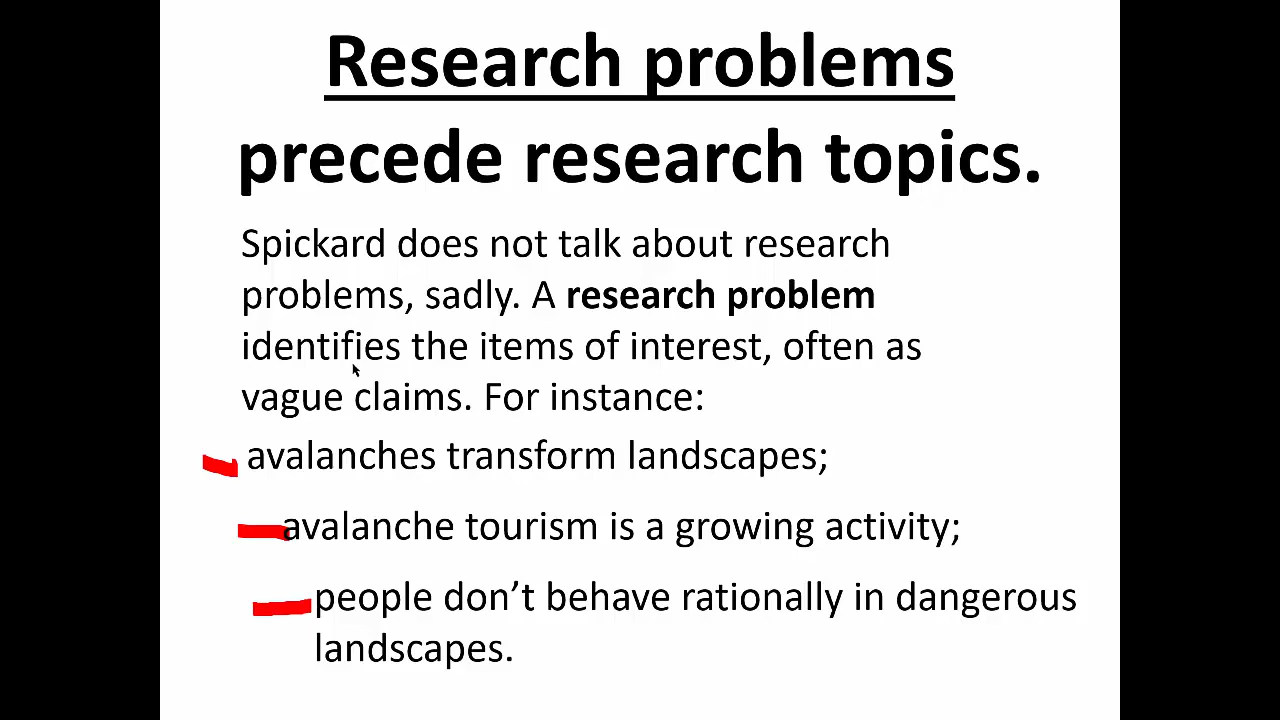 Research problems
precede research topics.
Spickard does not talk about research
problems, sadly. A research problem
identifies the items of interest, often as
vague claims. For instance:
avalanches transform landscapes;
avalanche tourism is a growing activity;
people don’t behave rationally in dangerous
landscapes.